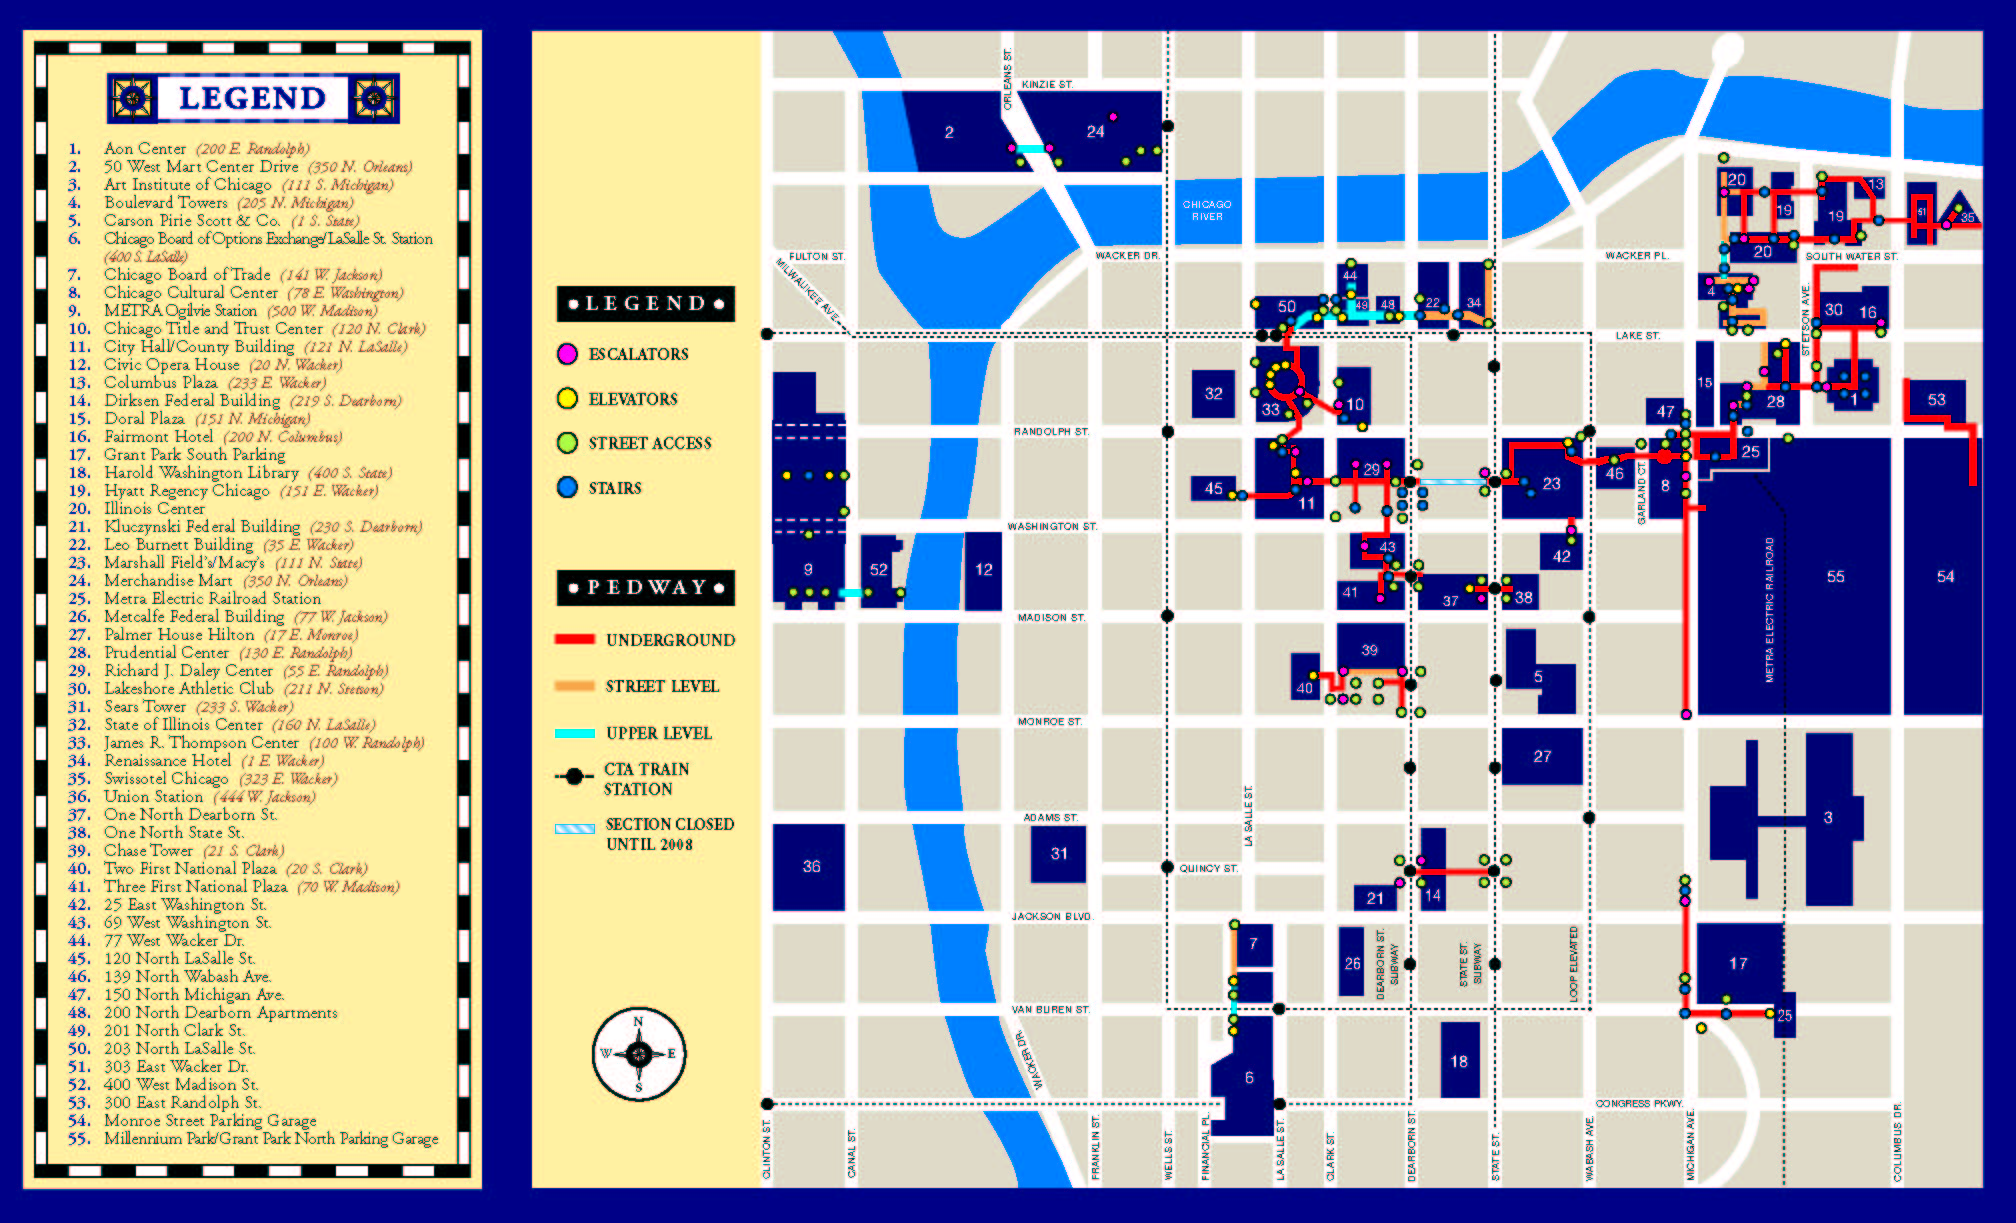 LEGEND
1. Aon Center (200 E. Randolph)
2. 50 West Mart Center Drive (350 N. Orleans)
3. Art Institute of Chicago (111 S. Michigan)
4. Boulevard Towers (205 N. Michigan)
5. Carson Pirie Scott & Co. (1 S. State)
6. Chicago Board of Options Exchange/LaSalle St. Station
(400 S. LaSalle)
7. Chicago Board of Trade (141 W. Jackson)
8. Chicago Cultural Center (78 E. Washington)
9. METRA Ogilvie Station (500 W. Madison)
10. Chicago Title and Trust Center (120 N. Clark)
11. City Hall/County Building (121 N. LaSalle)
12. Civic Opera House (20 N. Wacker)
13. Columbus Plaza (233 E. Wacker)
14. Dirksen Federal Building (219 S. Dearborn)
15. Doral Plaza (151 N. Michigan)
16. Fairmont Hotel (200 N. Columbus)
17. Grant Park South Parking
18. Harold Washington Library (400 S. State)
19. Hyatt Regency Chicago (151 E. Wacker)
20. Illinois Center
21. Kluczynski Federal Building (230 S. Dearborn)
22. Leo Burnett Building (35 E. Wacker)
23. Marshall Field's/Macy's (111 N. State)
24. Merchandise Mart (350 N. Orleans)
25. Metra Electric Railroad Station
26. Metcalfe Federal Building (77 W. Jackson)
27. Palmer House Hilton (17 E. Monroe)
28. Prudential Center (130 E. Randolph)
29. Richard J. Daley Center (55 E. Randolph)
30. Lakeshore Athletic Club (211 N. Stetson)
31. Sears Tower (233 S. Wacker)
32. State of Illinois Center (160 N. LaSalle)
33. James R. Thompson Center (100 W. Randolph)
34. Renaissance Hotel (1 E. Wacker)
35. Swissotel Chicago (323 E. Wacker)
36. Union Station (444 W. Jackson)
37. One North Dearborn St.
38. One North State St.
39. Chase Tower (21 S. Clark)
40. Two First National Plaza (20 S. Clark)
41. Three First National Plaza (70 W. Madison)
42. 25 East Washington St.
43. 69 West Washington St.
44. 77 West Wacker Dr.
45. 120 North LaSalle St.
46. 139 North Wabash Ave.
47. 150 North Michigan Ave.
48. 200 North Dearborn Apartments
49. 201 North Clark St.
50. 203 North LaSalle St.
51. 303 East Wacker Dr.
52. 400 West Madison St.
53. 300 East Randolph St.
54. Monroe Street Parking Garage
55. Millennium Park/Grant Park North Parking Garage
LEGEND
ESCALATORS
ELEVATORS
STREET ACCESS
STAIRS
PEDWAY
UNDERGROUND
STREET LEVEL
UPPER LEVEL
CTA TRAIN
STATION
SECTION CLOSED
UNTIL 2008
N
W E
S
ORLEANS ST.
KINZIE ST.
2
24
CHICAGO
RIVER
20
19
19
13
51
35
20
FULTON ST.
WACKER DR.
WACKER PL.
SOUTH WATER ST.
MILWAUKEE AVE.
44
50
49
48
22
34
4
30
16
STETSON AVE.
LAKE ST.
32
33
10
15
47
28
1
53
RANDOLPH ST.
45
11
29
23
46
GARLAND CT.
8
25
WASHINGTON ST.
9
52
12
43
42
41
37
38
METRA ELECTRIC RAILROAD
55
54
MADISON ST.
39
40
5
MONROE ST.
27
LA SALLE ST.
ADAMS ST.
36
31
QUINCY ST.
21
14
3
JACKSON BLVD.
7
26
DEARBORN ST.
SUBWAY
STATE ST.
SUBWAY
LOOP ELEVATED
17
25
VAN BUREN ST.
WACKER DR.
6
18
CONGRESS PKWY.
CLINTON ST.
CANAL ST.
FRANKLIN ST.
WELLS ST.
FINANCIAL PL.
LA SALLE ST.
CLARK ST.
DEARBORN ST.
STATE ST.
WABASH AVE.
MICHIGAN AVE.
COLUMBUS DR.